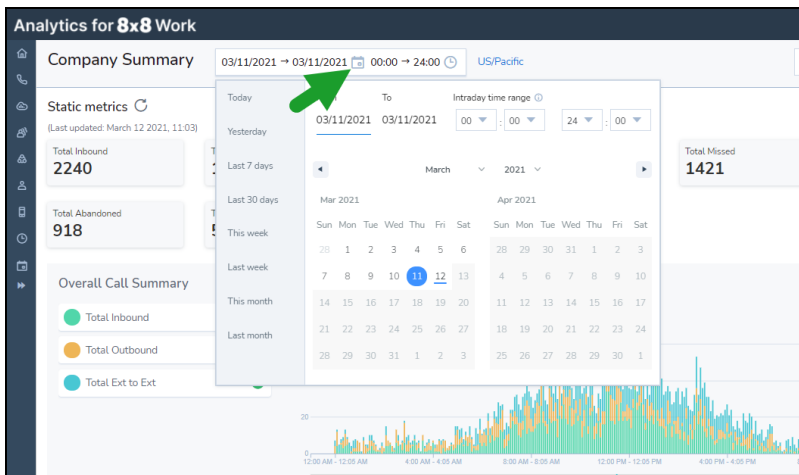 Analytics for 8x8 Work
Company Summary
03/11/2021 → 03/11/2021 00:00 → 24:00
US/Pacific
Static metrics
(Last updated: March 12 2021, 11:03)
Total Inbound
2240
Total Missed
1421
Total Abandoned
918
Overall Call Summary
Total Inbound
Total Outbound
Total Ext to Ext
Today
Yesterday
Last 7 days
Last 30 days
This week
Last week
This month
Last month
To
Intraday time range
03/11/2021 03/11/2021 00 : 00 24 : 00
March 2021
Mar 2021
Sun Mon Tue Wed Thu Fri Sat
28 1 2 3 4 5 6
7 8 9 10 11 12 13
14 15 16 17 18 19 20
21 22 23 24 25 26 27
28 29 30 31 1 2 3
Apr 2021
Sun Mon Tue Wed Thu Fri Sat
28 29 30 31 1 2 3
4 5 6 7 8 9 10
11 12 13 14 15 16 17
18 19 20 21 22 23 24
25 26 27 28 29 30 1
20
0
12:00 AM - 12:05 AM
4:00 AM - 4:05 AM
8:00 AM - 8:05 AM
12:00 PM - 12:05 PM
4:00 PM - 4:05 PM